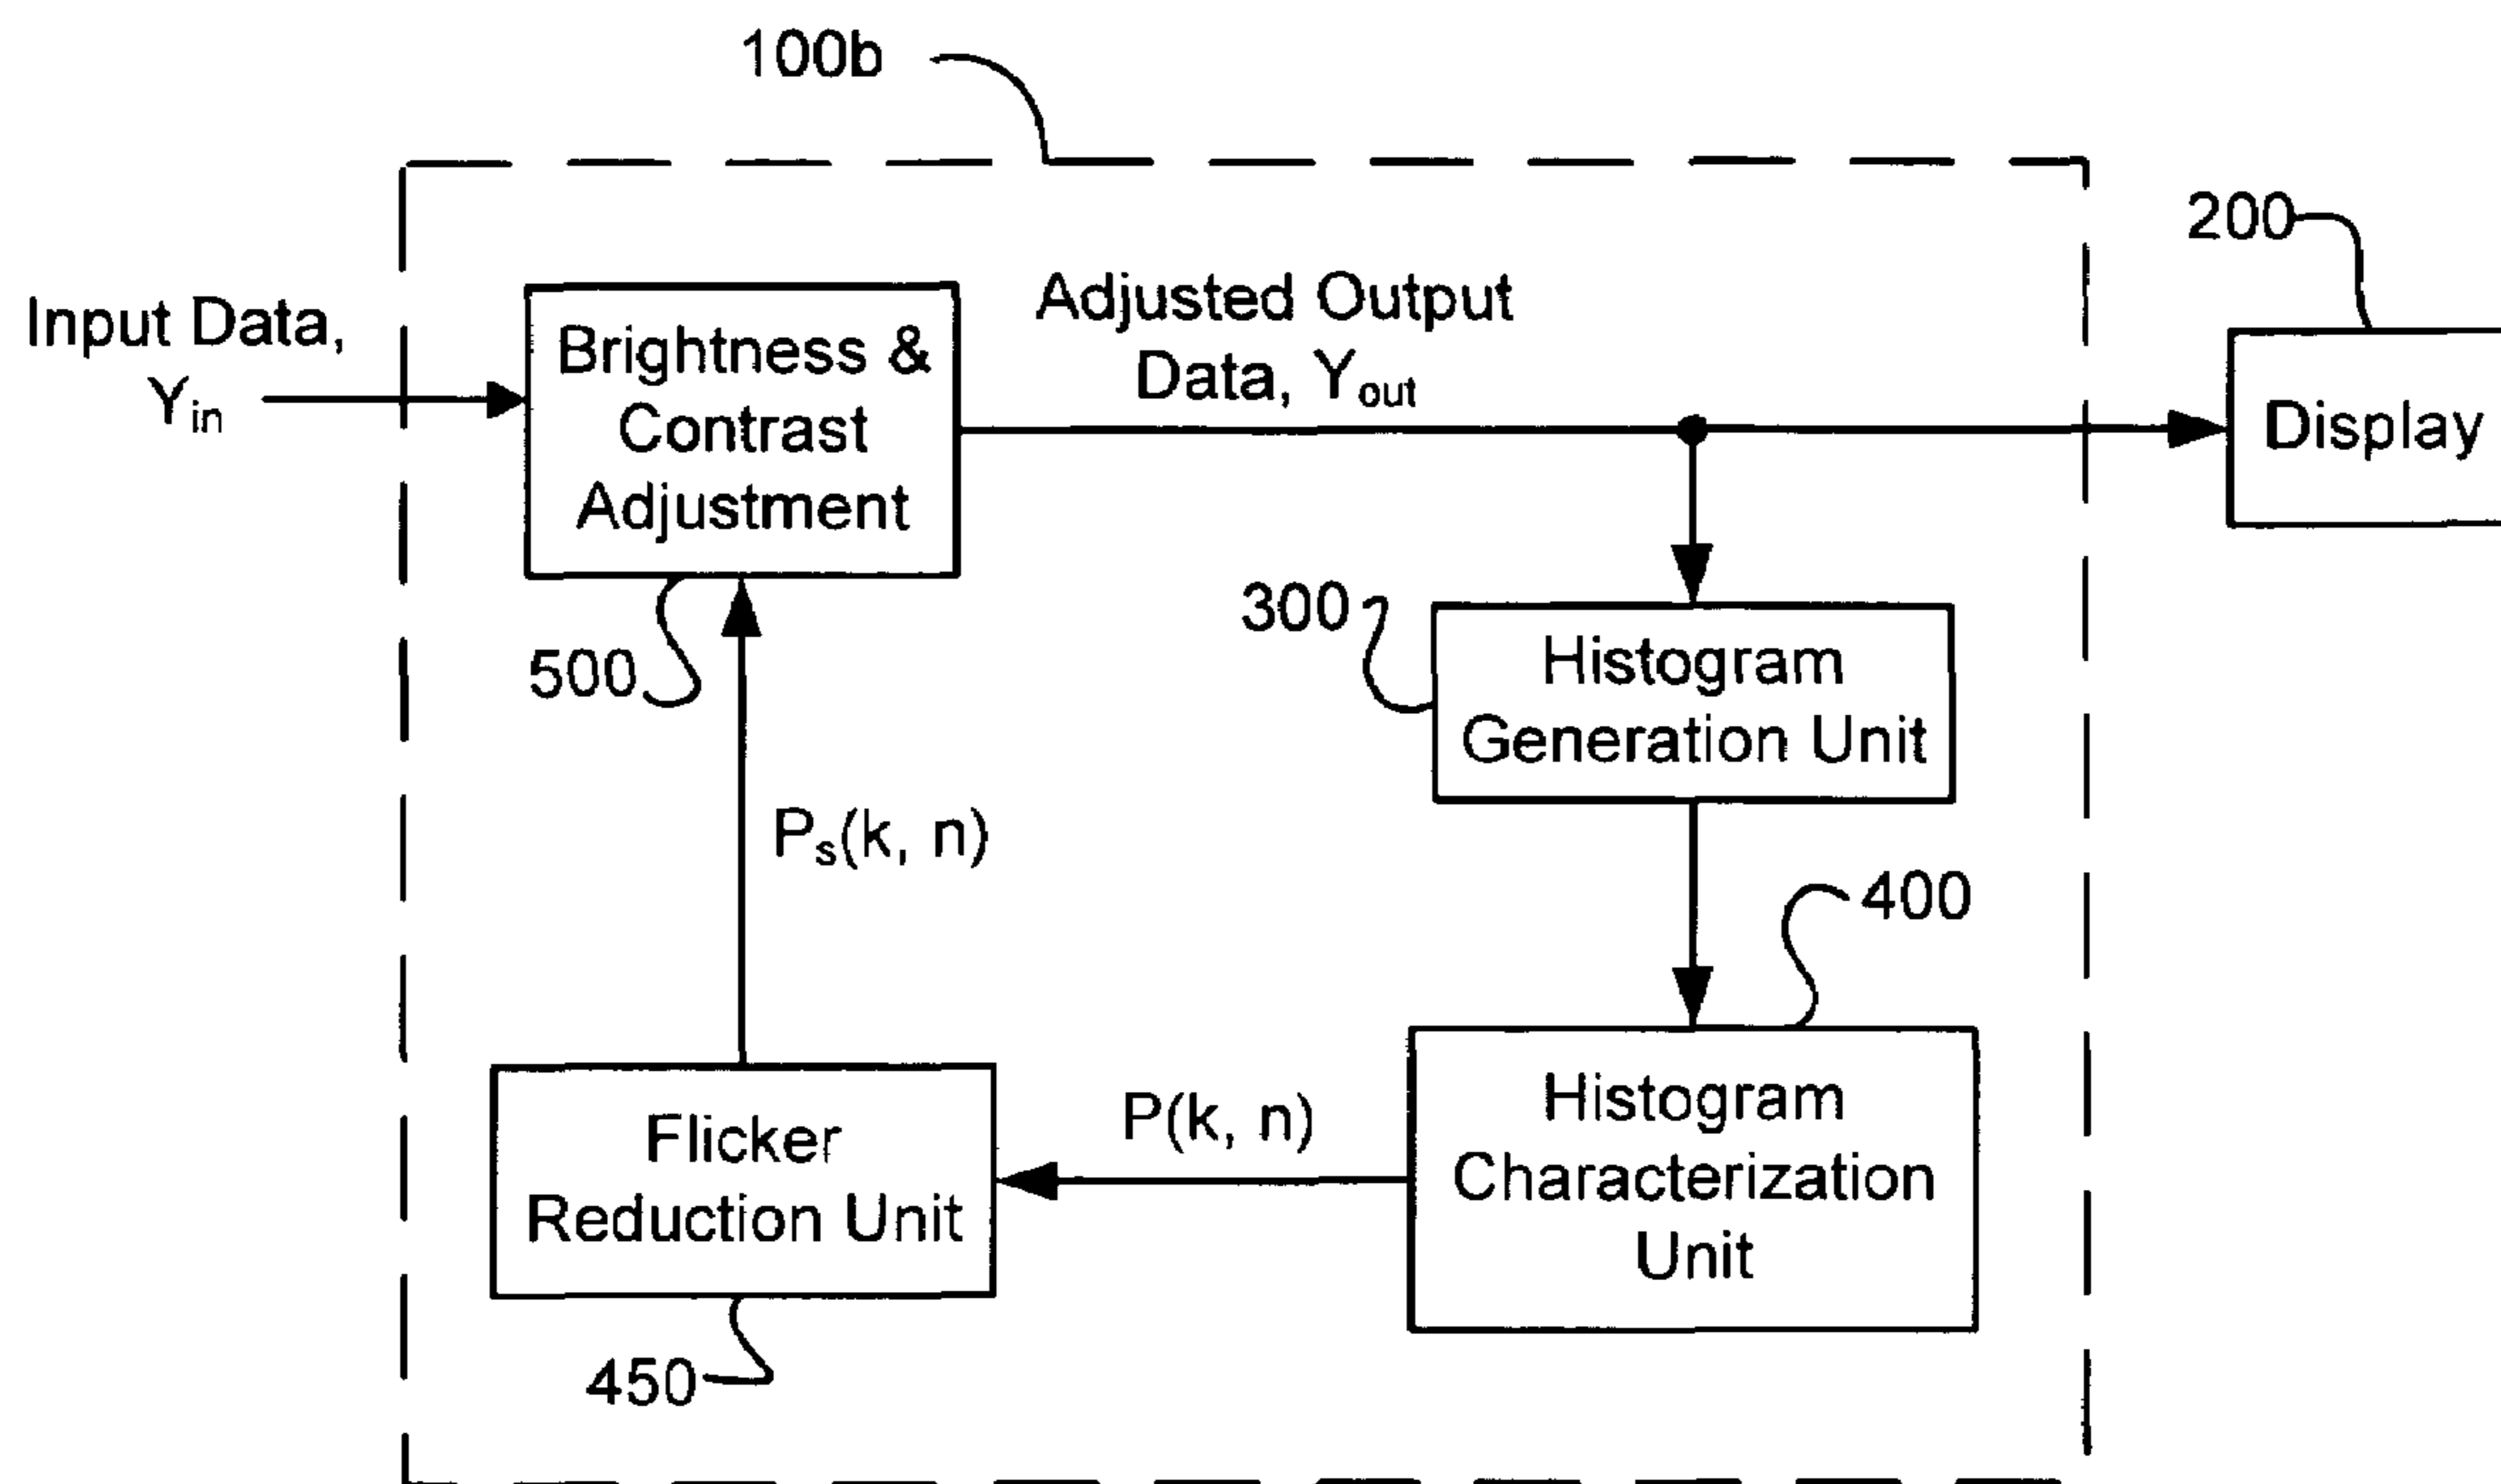 100b
200
Input Data,
Yin
Brightness &
Contrast
Adjustment
Adjusted Output
Data, Yout
Display
500
300
Histogram
Generation Unit
Ps(k, n)
400
Flicker
Reduction Unit
P(k, n)
Histogram
Characterization
Unit
450